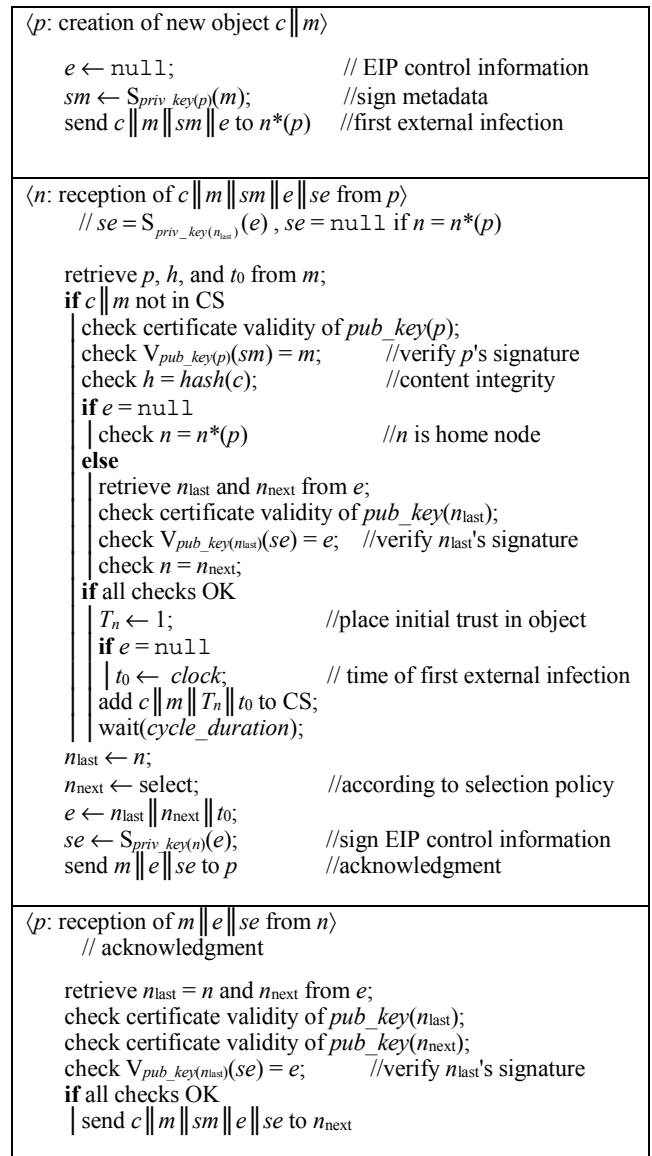 ⟨p: creation of new object c‖m⟩
e ← null; // EIP control information
sm ← S_priv_key(p)(m); //sign metadata
send c‖m‖sm‖e to n*(p) //first external infection
⟨n: reception of c‖m‖sm‖e‖se from p⟩
// se = S_priv_key(n_last)(e) , se = null if n = n*(p)
retrieve p, h, and t0 from m;
if c‖m not in CS
check certificate validity of pub_key(p);
check V_pub_key(p)(sm) = m; //verify p's signature
check h = hash(c); //content integrity
if e = null
check n = n*(p) //n is home node
else
retrieve n_last and n_next from e;
check certificate validity of pub_key(n_last);
check V_pub_key(n_last)(se) = e; //verify n_last's signature
check n = n_next;
if all checks OK
T_n ← 1; //place initial trust in object
if e = null
t0 ← clock; // time of first external infection
add c‖m‖T_n‖t0 to CS;
wait(cycle_duration);
n_last ← n;
n_next ← select; //according to selection policy
e ← n_last‖n_next‖t0;
se ← S_priv_key(n)(e); //sign EIP control information
send m‖e‖se to p //acknowledgment
⟨p: reception of m‖e‖se from n⟩
// acknowledgment
retrieve n_last = n and n_next from e;
check certificate validity of pub_key(n_last);
check certificate validity of pub_key(n_next);
check V_pub_key(n_last)(se) = e; //verify n_last's signature
if all checks OK
send c‖m‖sm‖e‖se to n_next